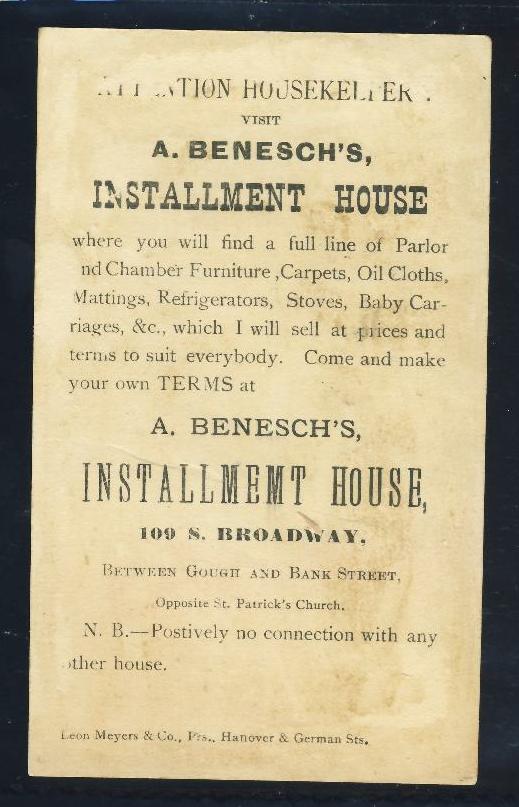 ATTENTION HOUSEKEEPERS.
VISIT
A. BENESCH'S,
INSTALLMENT HOUSE
where you will find a full line of Parlor
nd Chamber Furniture ,Carpets, Oil Cloths,
Mattings, Refrigerators, Stoves, Baby Car-
riages, &c., which I will sell at prices and
terms to suit everybody. Come and make
your own TERMS at
A. BENESCH'S,
INSTALLMEMT HOUSE,
109 S. BROADWAY,
BETWEEN GOUGH AND BANK STREET,
Opposite St. Patrick's Church.
N. B.—Postively no connection with any
other house.
Leon Meyers & Co., Prs., Hanover & German Sts.